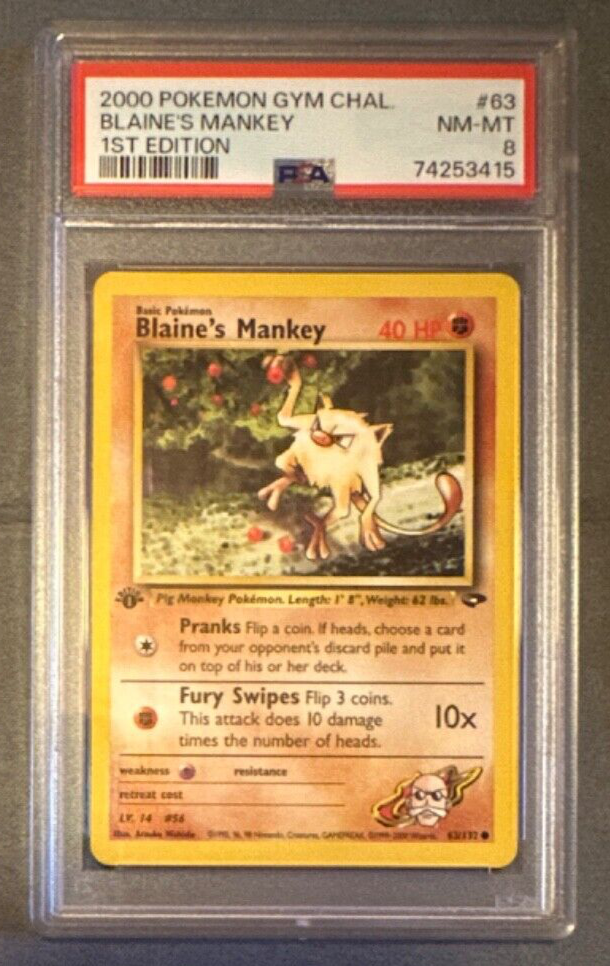 2000 POKEMON GYM CHAL. #63
BLAINE'S MANKEY NM-MT
1ST EDITION 8
PSA 74253415
Basic Pokémon
Blaine's Mankey 40 HP
Pig Monkey Pokémon. Length: 1' 8", Weight: 62 lbs.
Pranks Flip a coin. If heads, choose a card
from your opponent's discard pile and put it
on top of his or her deck.
Fury Swipes Flip 3 coins.
This attack does 10 damage 10x
times the number of heads.
weakness resistance
retreat cost
LV. 14 #56
63/132